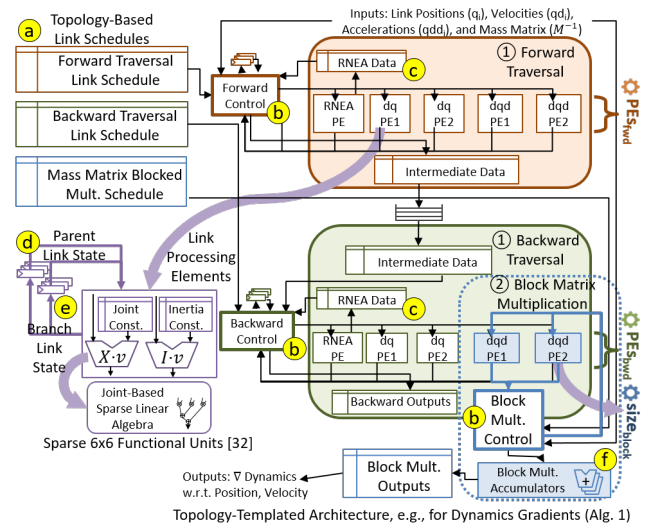 Inputs: Link Positions (qᵢ), Velocities (qdᵢ),
Accelerations (qddᵢ), and Mass Matrix (M⁻¹)
a
Topology-Based
Link Schedules
Forward Traversal
Link Schedule
Backward Traversal
Link Schedule
Mass Matrix Blocked
Mult. Schedule
Forward
Control
b
RNEA Data
c
① Forward
Traversal
RNEA
PE
dq
PE1
dq
PE2
dqd
PE1
dqd
PE2
PEs_fwd
Intermediate Data
d
Parent
Link State
e
Branch
Link
State
Link
Processing
Elements
Joint
Const.
Inertia
Const.
X·v
I·v
Joint-Based
Sparse Linear
Algebra
Sparse 6x6 Functional Units [32]
① Backward
Traversal
Intermediate Data
② Block Matrix
Multiplication
Backward
Control
b
RNEA Data
c
RNEA
PE
dq
PE1
dq
PE2
dqd
PE1
dqd
PE2
PEs_bwd
size_block
Backward Outputs
b
Block
Mult.
Control
f
Block Mult.
Accumulators
+
Block Mult.
Outputs
Outputs: ∇ Dynamics
w.r.t. Position, Velocity
Topology-Templated Architecture, e.g., for Dynamics Gradients (Alg. 1)